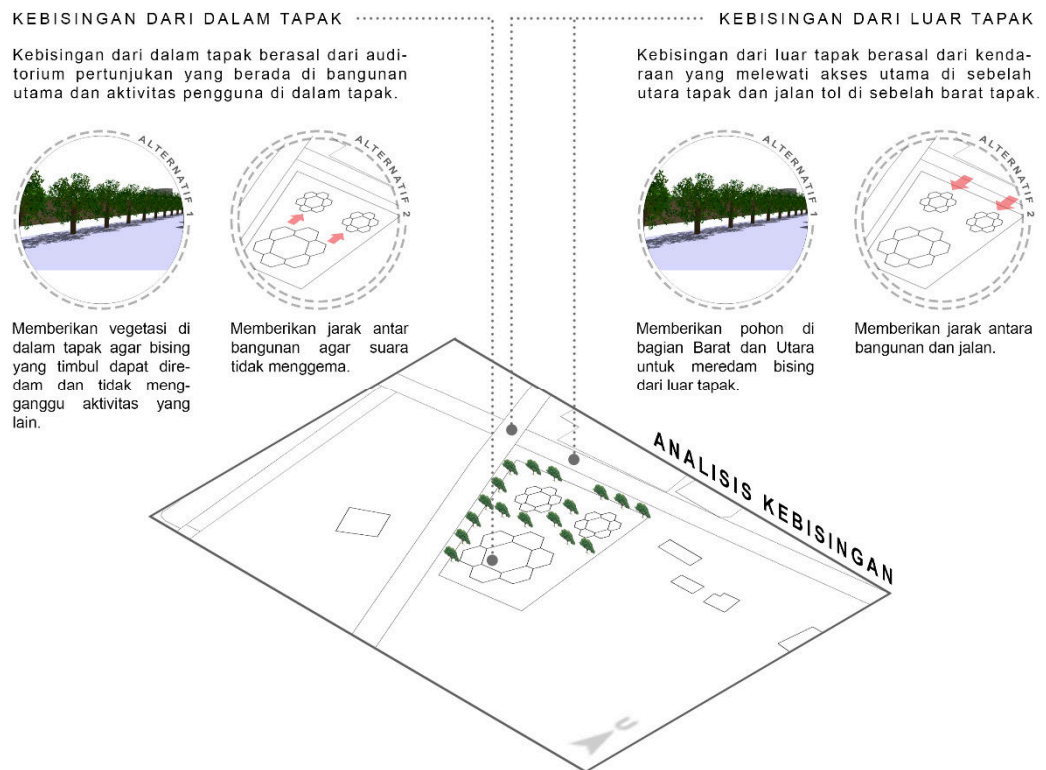 KEBISINGAN DARI DALAM TAPAK
Kebisingan dari dalam tapak berasal dari audi-
torium pertunjukan yang berada di bangunan
utama dan aktivitas pengguna di dalam tapak.
ALTERNATIF 1
ALTERNATIF 2
Memberikan vegetasi di
dalam tapak agar bising
yang timbul dapat dire-
dam dan tidak meng-
ganggu aktivitas yang
lain.
Memberikan jarak antar
bangunan agar suara
tidak menggema.
KEBISINGAN DARI LUAR TAPAK
Kebisingan dari luar tapak berasal dari kenda-
raan yang melewati akses utama di sebelah
utara tapak dan jalan tol di sebelah barat tapak.
ALTERNATIF 1
ALTERNATIF 2
Memberikan pohon di
bagian Barat dan Utara
untuk meredam bising
dari luar tapak.
Memberikan jarak antara
bangunan dan jalan.
ANALISIS KEBISINGAN
U